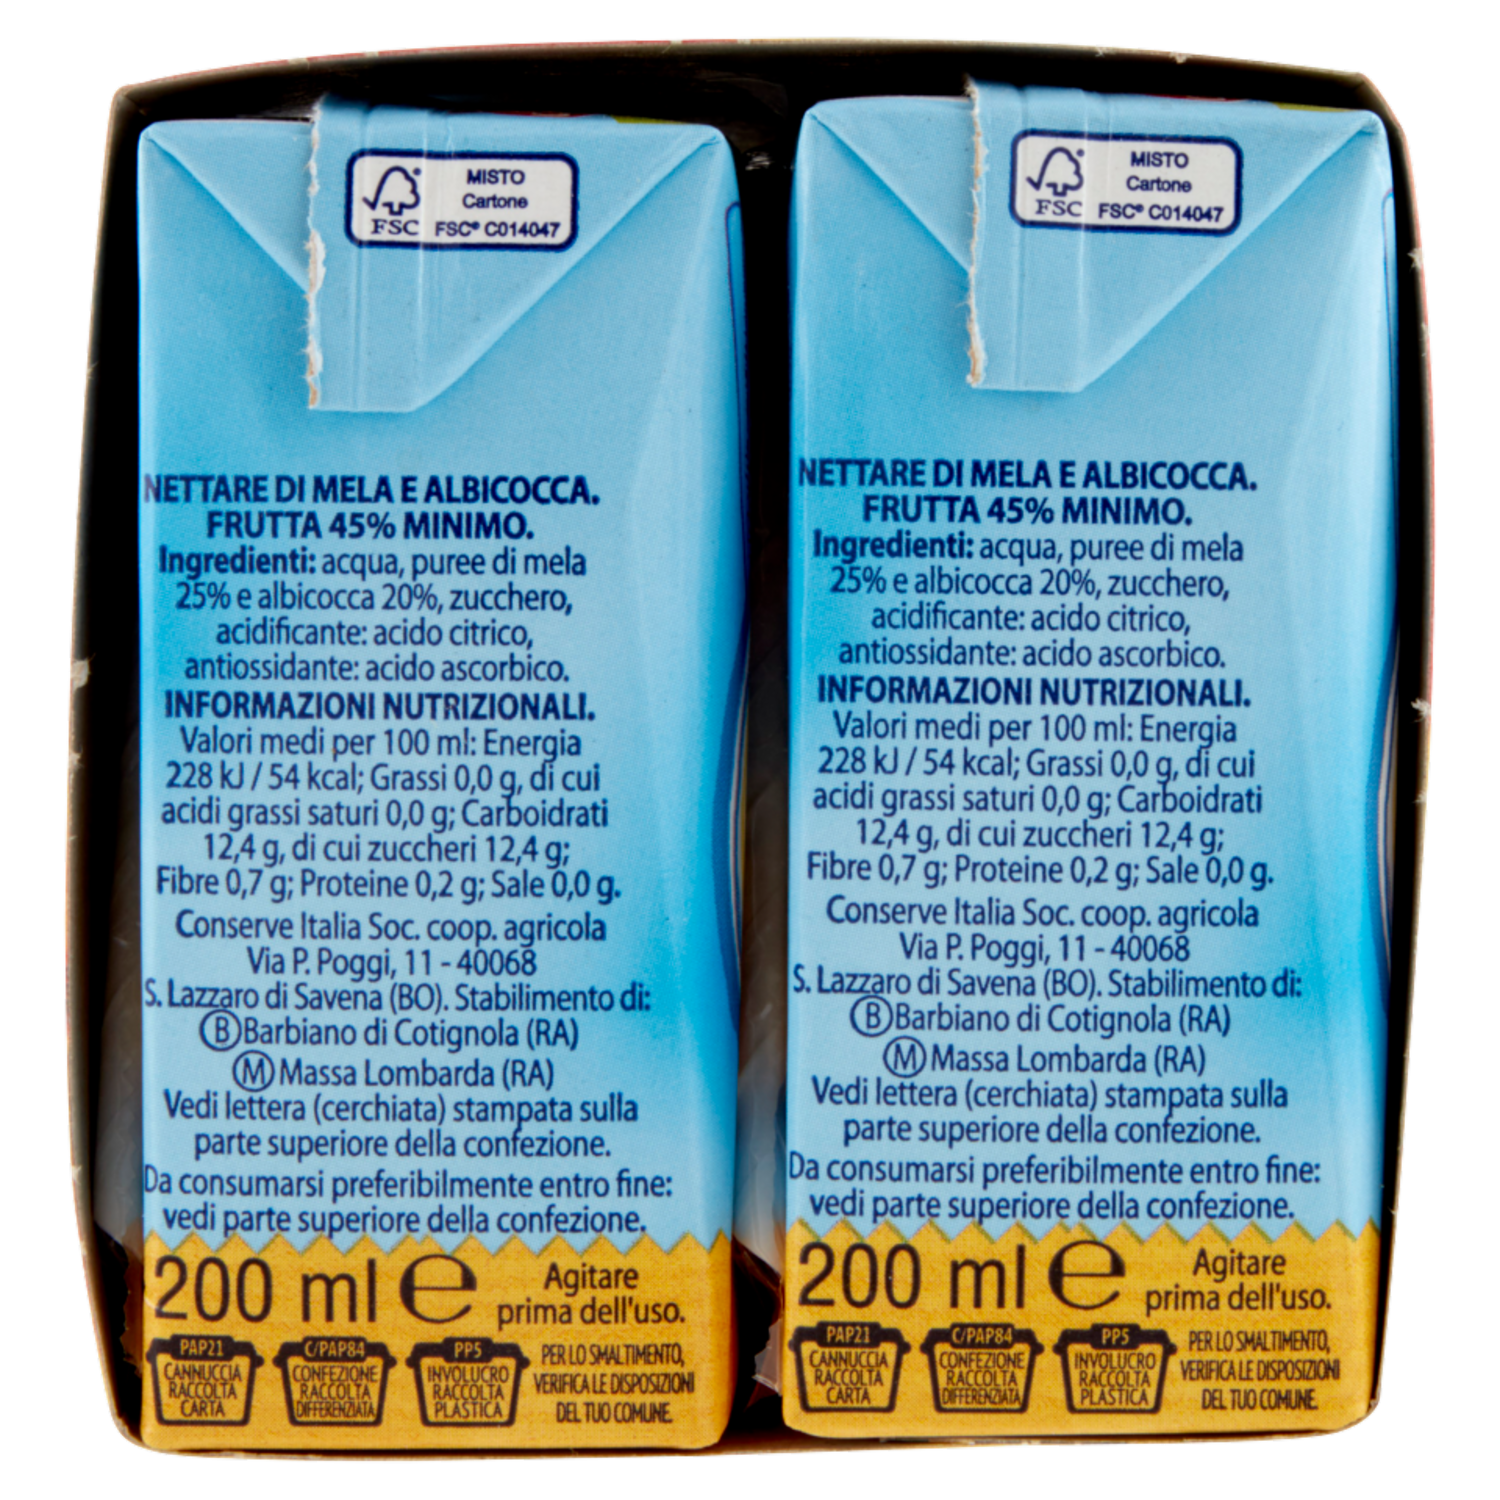 MISTO
Cartone
FSC FSC® C014047
NETTARE DI MELA E ALBICOCCA.
FRUTTA 45% MINIMO.
Ingredienti: acqua, puree di mela
25% e albicocca 20%, zucchero,
acidificante: acido citrico,
antiossidante: acido ascorbico.
INFORMAZIONI NUTRIZIONALI.
Valori medi per 100 ml: Energia
228 kJ / 54 kcal; Grassi 0,0 g, di cui
acidi grassi saturi 0,0 g; Carboidrati
12,4 g, di cui zuccheri 12,4 g;
Fibre 0,7 g; Proteine 0,2 g; Sale 0,0 g.
Conserve Italia Soc. coop. agricola
Via P. Poggi, 11 - 40068
S. Lazzaro di Savena (BO). Stabilimento di:
B Barbiano di Cotignola (RA)
M Massa Lombarda (RA)
Vedi lettera (cerchiata) stampata sulla
parte superiore della confezione.
Da consumarsi preferibilmente entro fine:
vedi parte superiore della confezione.
200 ml e
Agitare
prima dell'uso.
PAP21
CANNUCCIA
RACCOLTA
CARTA
C/PAP84
CONFEZIONE
RACCOLTA
DIFFERENZIATA
PP5
INVOLUCRO
RACCOLTA
PLASTICA
PER LO SMALTIMENTO,
VERIFICA LE DISPOSIZIONI
DEL TUO COMUNE.
MISTO
Cartone
FSC FSC® C014047
NETTARE DI MELA E ALBICOCCA.
FRUTTA 45% MINIMO.
Ingredienti: acqua, puree di mela
25% e albicocca 20%, zucchero,
acidificante: acido citrico,
antiossidante: acido ascorbico.
INFORMAZIONI NUTRIZIONALI.
Valori medi per 100 ml: Energia
228 kJ / 54 kcal; Grassi 0,0 g, di cui
acidi grassi saturi 0,0 g; Carboidrati
12,4 g, di cui zuccheri 12,4 g;
Fibre 0,7 g; Proteine 0,2 g; Sale 0,0 g.
Conserve Italia Soc. coop. agricola
Via P. Poggi, 11 - 40068
S. Lazzaro di Savena (BO). Stabilimento di:
B Barbiano di Cotignola (RA)
M Massa Lombarda (RA)
Vedi lettera (cerchiata) stampata sulla
parte superiore della confezione.
Da consumarsi preferibilmente entro fine:
vedi parte superiore della confezione.
200 ml e
Agitare
prima dell'uso.
PAP21
CANNUCCIA
RACCOLTA
CARTA
C/PAP84
CONFEZIONE
RACCOLTA
DIFFERENZIATA
PP5
INVOLUCRO
RACCOLTA
PLASTICA
PER LO SMALTIMENTO,
VERIFICA LE DISPOSIZIONI
DEL TUO COMUNE.